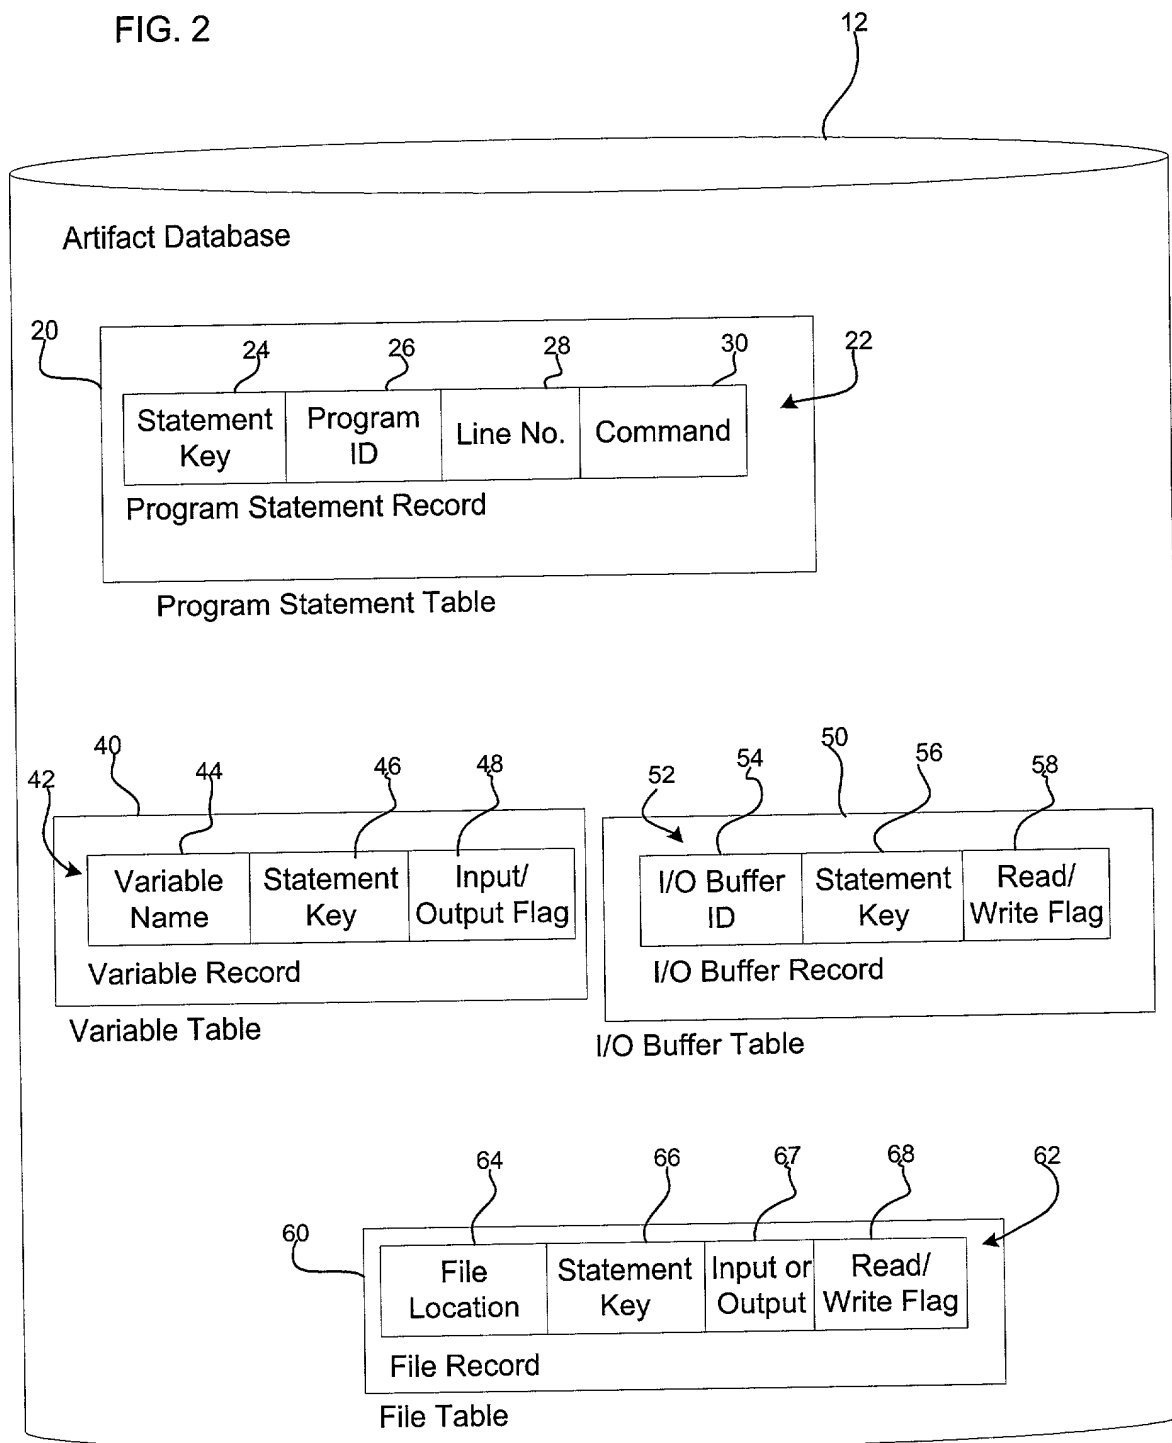 FIG. 2
12
Artifact Database
20
24
26
28
30
22
Statement
Key
Program
ID
Line No.
Command
Program Statement Record
Program Statement Table
40
42
44
46
48
Variable
Name
Statement
Key
Input/
Output Flag
Variable Record
Variable Table
50
52
54
56
58
I/O Buffer
ID
Statement
Key
Read/
Write Flag
I/O Buffer Record
I/O Buffer Table
60
64
66
67
68
62
File
Location
Statement
Key
Input or
Output
Read/
Write Flag
File Record
File Table